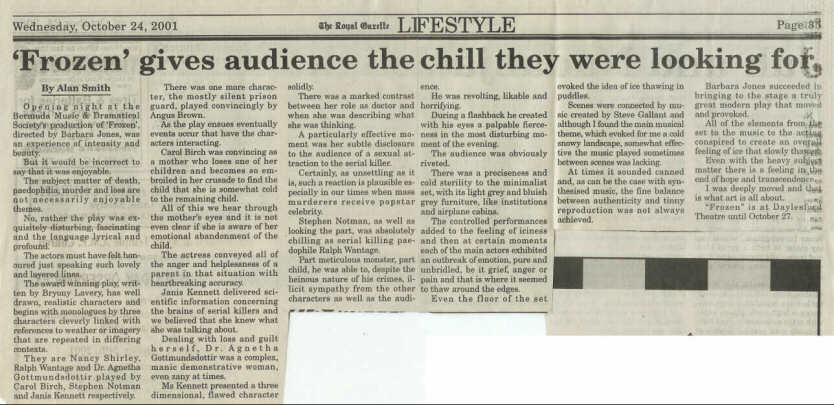 Wednesday, October 24, 2001
The Royal Gazette LIFESTYLE
Page 35
'Frozen' gives audience the chill they were looking for
By Alan Smith
Opening night at the
Bermuda Music & Dramatical
Society's production of 'Frozen',
directed by Barbara Jones, was
an experience of intensity and
beauty.
But it would be incorrect to
say that it was enjoyable.
The subject matter of death,
paedophilia, murder and loss are
not necessarily enjoyable
themes.
No, rather the play was ex-
quisitely disturbing, fascinating
and the language lyrical and
profound.
The actors must have felt hon-
oured just speaking such lovely
and layered lines.
The award winning play, writ-
ten by Bryony Lavery, has well
drawn, realistic characters and
begins with monologues by three
characters cleverly linked with
references to weather or imagery
that are repeated in differing
contexts.
They are Nancy Shirley,
Ralph Wantage and Dr. Agnetha
Gottmundsdottir played by
Carol Birch, Stephen Notman
and Janis Kennett respectively.
There was one more charac-
ter, the mostly silent prison
guard, played convincingly by
Angus Brown.
As the play ensues eventually
events occur that have the char-
acters interacting.
Carol Birch was convincing as
a mother who loses one of her
children and becomes as em-
broiled in her crusade to find the
child that she is somewhat cold
to the remaining child.
All of this we hear through
the mother's eyes and it is not
even clear if she is aware of her
emotional abandonment of the
child.
The actress conveyed all of
the anger and helplessness of a
parent in that situation with
heartbreaking accuracy.
Janis Kennett delivered sci-
entific information concerning
the brains of serial killers and
we believed that she knew what
she was talking about.
Dealing with loss and guilt
herself, Dr. Agnetha
Gottmundsdottir was a complex,
manic demonstrative woman,
even zany at times.
Ms Kennett presented a three
dimensional, flawed character
solidly.
There was a marked contrast
between her role as doctor and
when she was describing what
she was thinking.
A particularly effective mo-
ment was her subtle disclosure
to the audience of a sexual at-
traction to the serial killer.
Certainly, as unsettling as it
is, such a reaction is plausible es-
pecially in our times when mass
murderers receive popstar
celebrity.
Stephen Notman, as well as
looking the part, was absolutely
chilling as serial killing pae-
dophile Ralph Wantage.
Part meticulous monster, part
child, he was able to, despite the
heinous nature of his crimes, il-
licit sympathy from the other
characters as well as the audi-
ence.
He was revolting, likable and
horrifying.
During a flashback he created
with his eyes a palpable force-
ness in the most disturbing mo-
ment of the evening.
The audience was obviously
riveted.
There was a preciseness and
cold sterility to the minimalist
set, with its light grey and bluish
grey furniture, like institutions
and airplane cabins.
The controlled performances
added to the feeling of iciness
and then at certain moments
each of the main actors exhibited
an outbreak of emotion, pure and
unbridled, be it grief, anger or
pain and that is where it seemed
to thaw around the edges.
Even the floor of the set
evoked the idea of ice thawing in
puddles.
Scenes were connected by mu-
sic created by Steve Gallant and
although I found the main musical
theme, which evoked for me a cold
snowy landscape, somewhat effec-
tive the music played sometimes
between scenes was lacking.
At times it sounded canned
and, as can be the case with syn-
thesised music, the fine balance
between authenticity and tinny
reproduction was not always
achieved.
Barbara Jones succeeded in
bringing to the stage a truly
great modern play that moved
and provoked.
All of the elements from the
set to the music to the acting
conspired to create an overall
feeling of ice that slowly thaws.
Even with the heavy subject
matter there is a feeling in the
end of hope and transcendence.
I was deeply moved and that
is what art is all about.
"Frozen" is at Daylesford
Theatre until October 27.